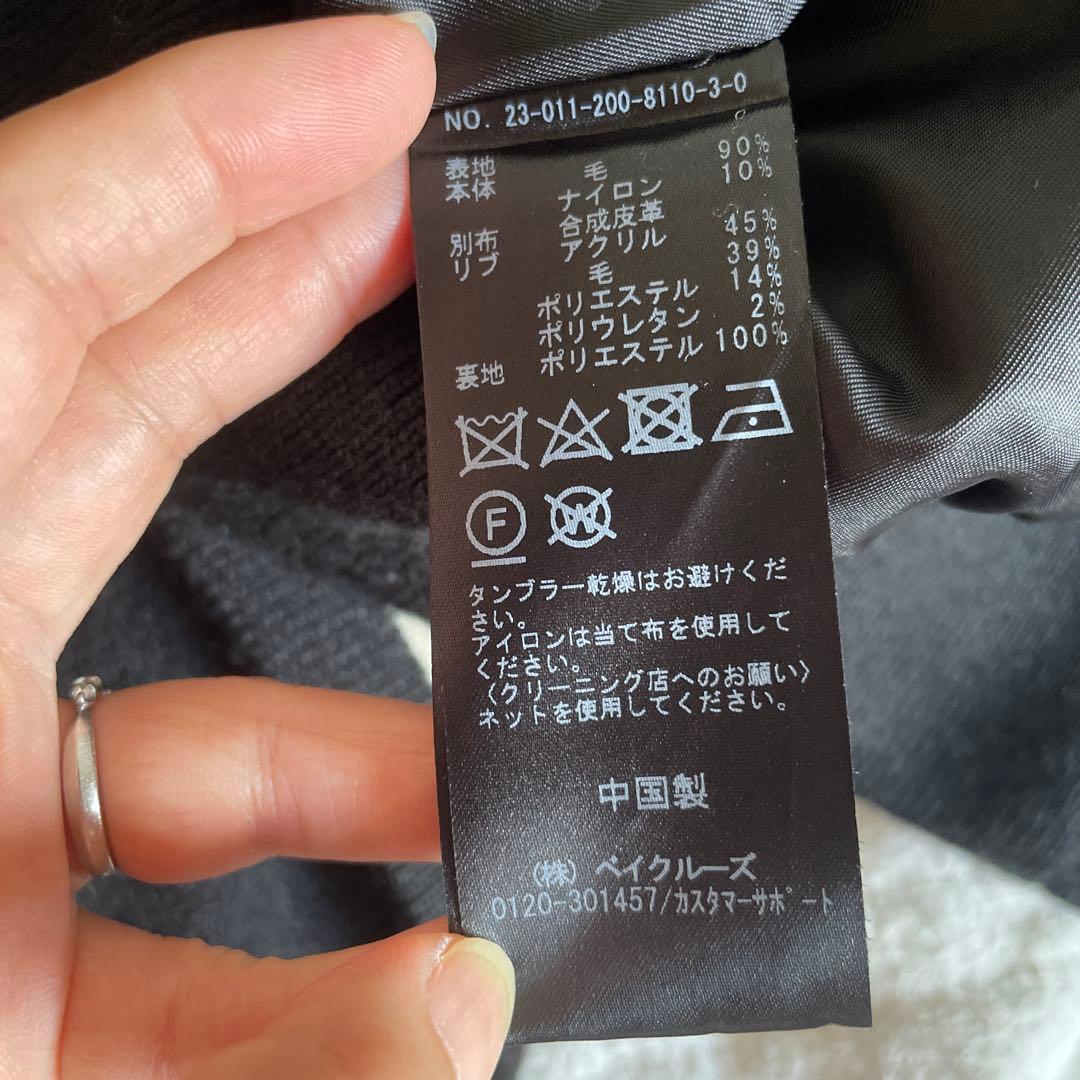 NO. 23-011-200-8110-3-0
表地 毛 90%
本体 ナイロン 10%
別布 合成皮革
リブ アクリル 45%
毛 39%
ポリエステル 14%
ポリウレタン 2%
裏地 ポリエステル 100%
F
W
タンブラー乾燥はお避けくだ
さい。
アイロンは当て布を使用して
ください。
〈クリーニング店へのお願い〉
ネットを使用してください。
中国製
(株) ベイクルーズ
0120-301457/カスタマーサポート